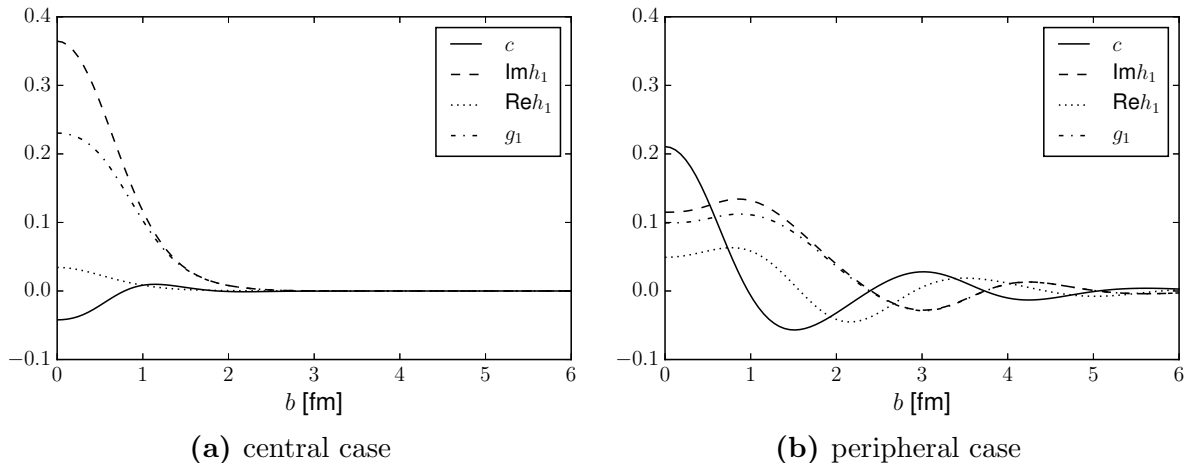 0.4
0.3
0.2
0.1
0.0
−0.1
0 1 2 3 4 5 6
b [fm]
c
Imh₁
Reh₁
g₁
(a) central case
0.4
0.3
0.2
0.1
0.0
−0.1
0 1 2 3 4 5 6
b [fm]
c
Imh₁
Reh₁
g₁
(b) peripheral case